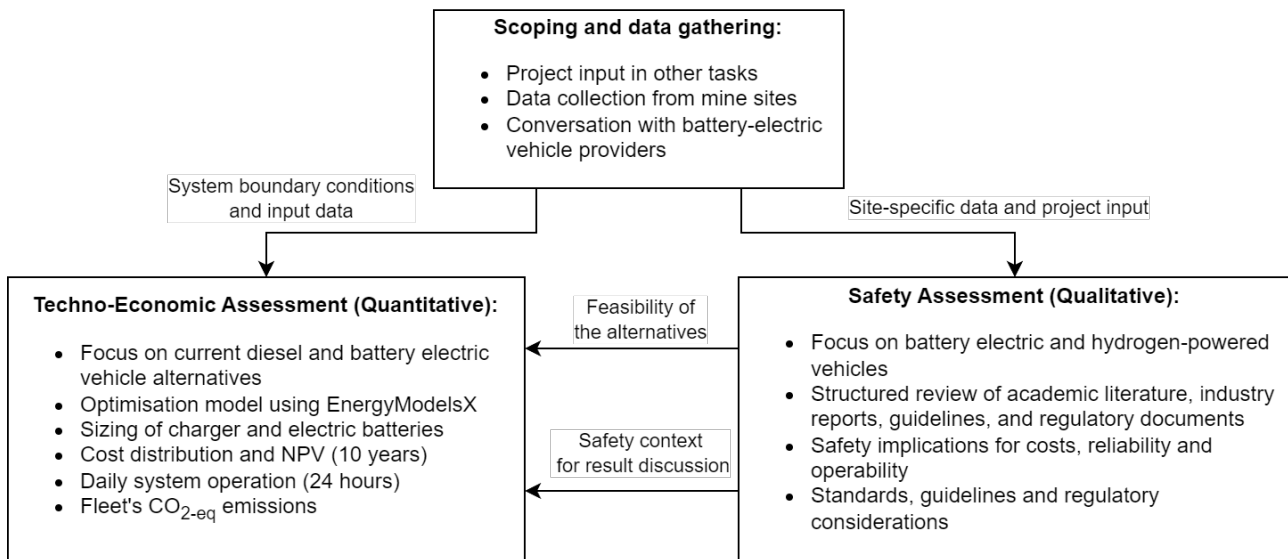 Scoping and data gathering:
• Project input in other tasks
• Data collection from mine sites
• Conversation with battery-electric
vehicle providers
System boundary conditions
and input data
Site-specific data and project input
Techno-Economic Assessment (Quantitative):
• Focus on current diesel and battery electric
vehicle alternatives
• Optimisation model using EnergyModelsX
• Sizing of charger and electric batteries
• Cost distribution and NPV (10 years)
• Daily system operation (24 hours)
• Fleet's CO2-eq emissions
Feasibility of
the alternatives
Safety context
for result discussion
Safety Assessment (Qualitative):
• Focus on battery electric and hydrogen-powered
vehicles
• Structured review of academic literature, industry
reports, guidelines, and regulatory documents
• Safety implications for costs, reliability and
operability
• Standards, guidelines and regulatory
considerations